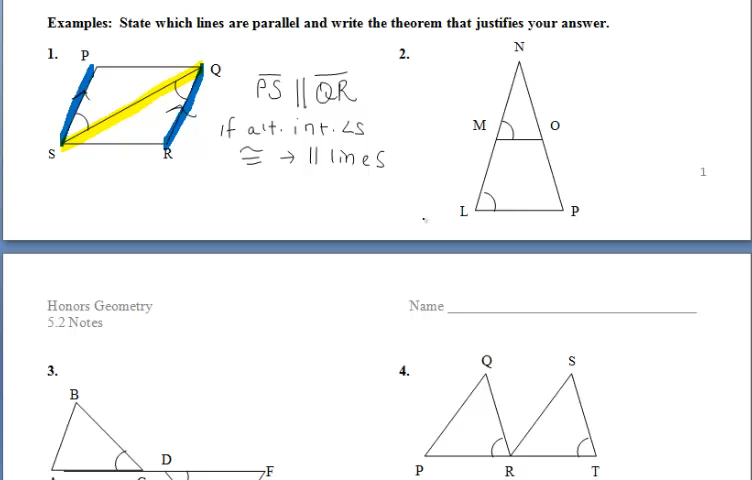 Examples: State which lines are parallel and write the theorem that justifies your answer.
1.
P
Q
S
R
PS || QR
If alt. int. ∠s
≅ → || lines
2.
N
M
O
L
P
1
Honors Geometry
Name
5.2 Notes
3.
B
D
F
4.
Q
S
P
R
T